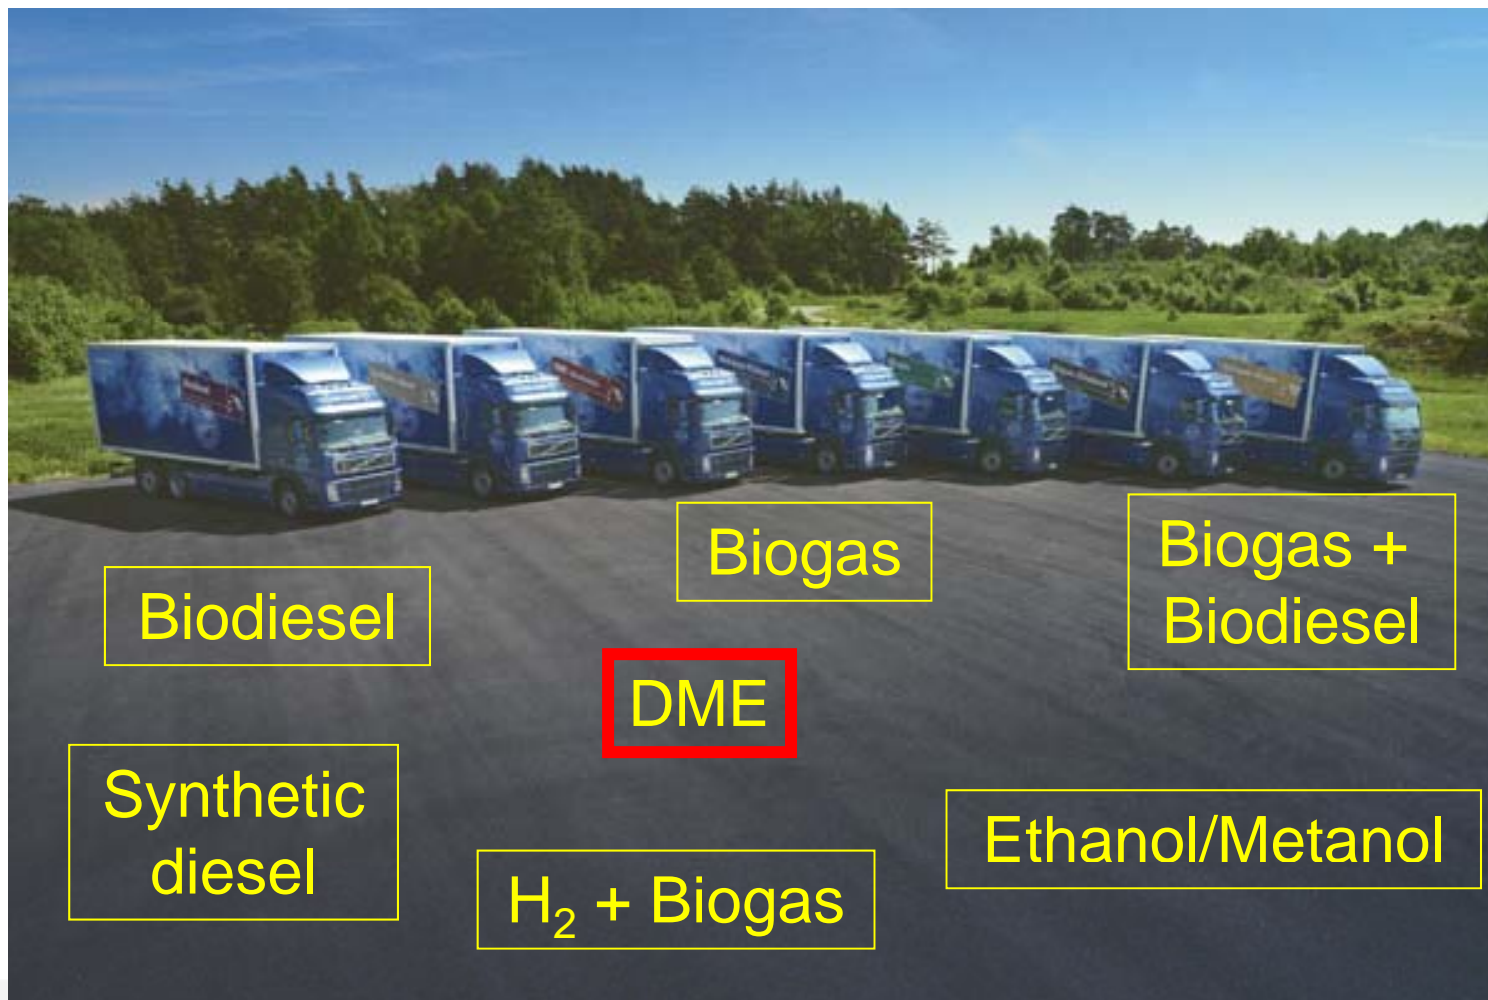 Biogas
Biogas +
Biodiesel
Biodiesel
DME
Synthetic
diesel
Ethanol/Metanol
H₂ + Biogas